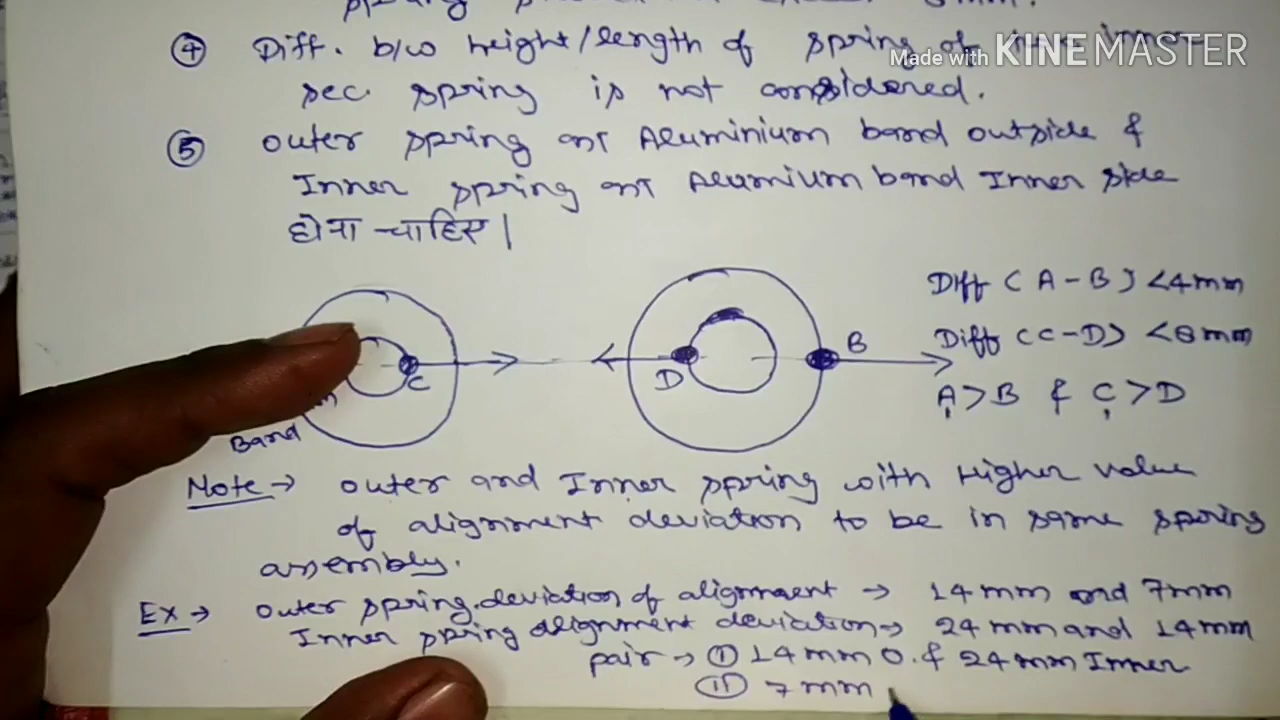 ④ Diff. b/w height/length of spring of inner
Made with KINEMASTER
sec spring is not considered.
⑤ Outer spring का Aluminium band outside &
Inner spring का Alumium band Inner side
होना चाहिए।
Diff (A-B) <4mm
Diff (C-D) <8mm
B
C
D
A>B & C>D
Band
Note→ Outer and Inner spring with Higher value
of alignment deviation to be in same spring
assembly.
Ex→ Outer spring deviation of alignment → 14mm and 7mm
Inner spring alignment deviation→ 24mm and 14mm
pair→ ① 14mm O. & 24mm Inner
② 7mm